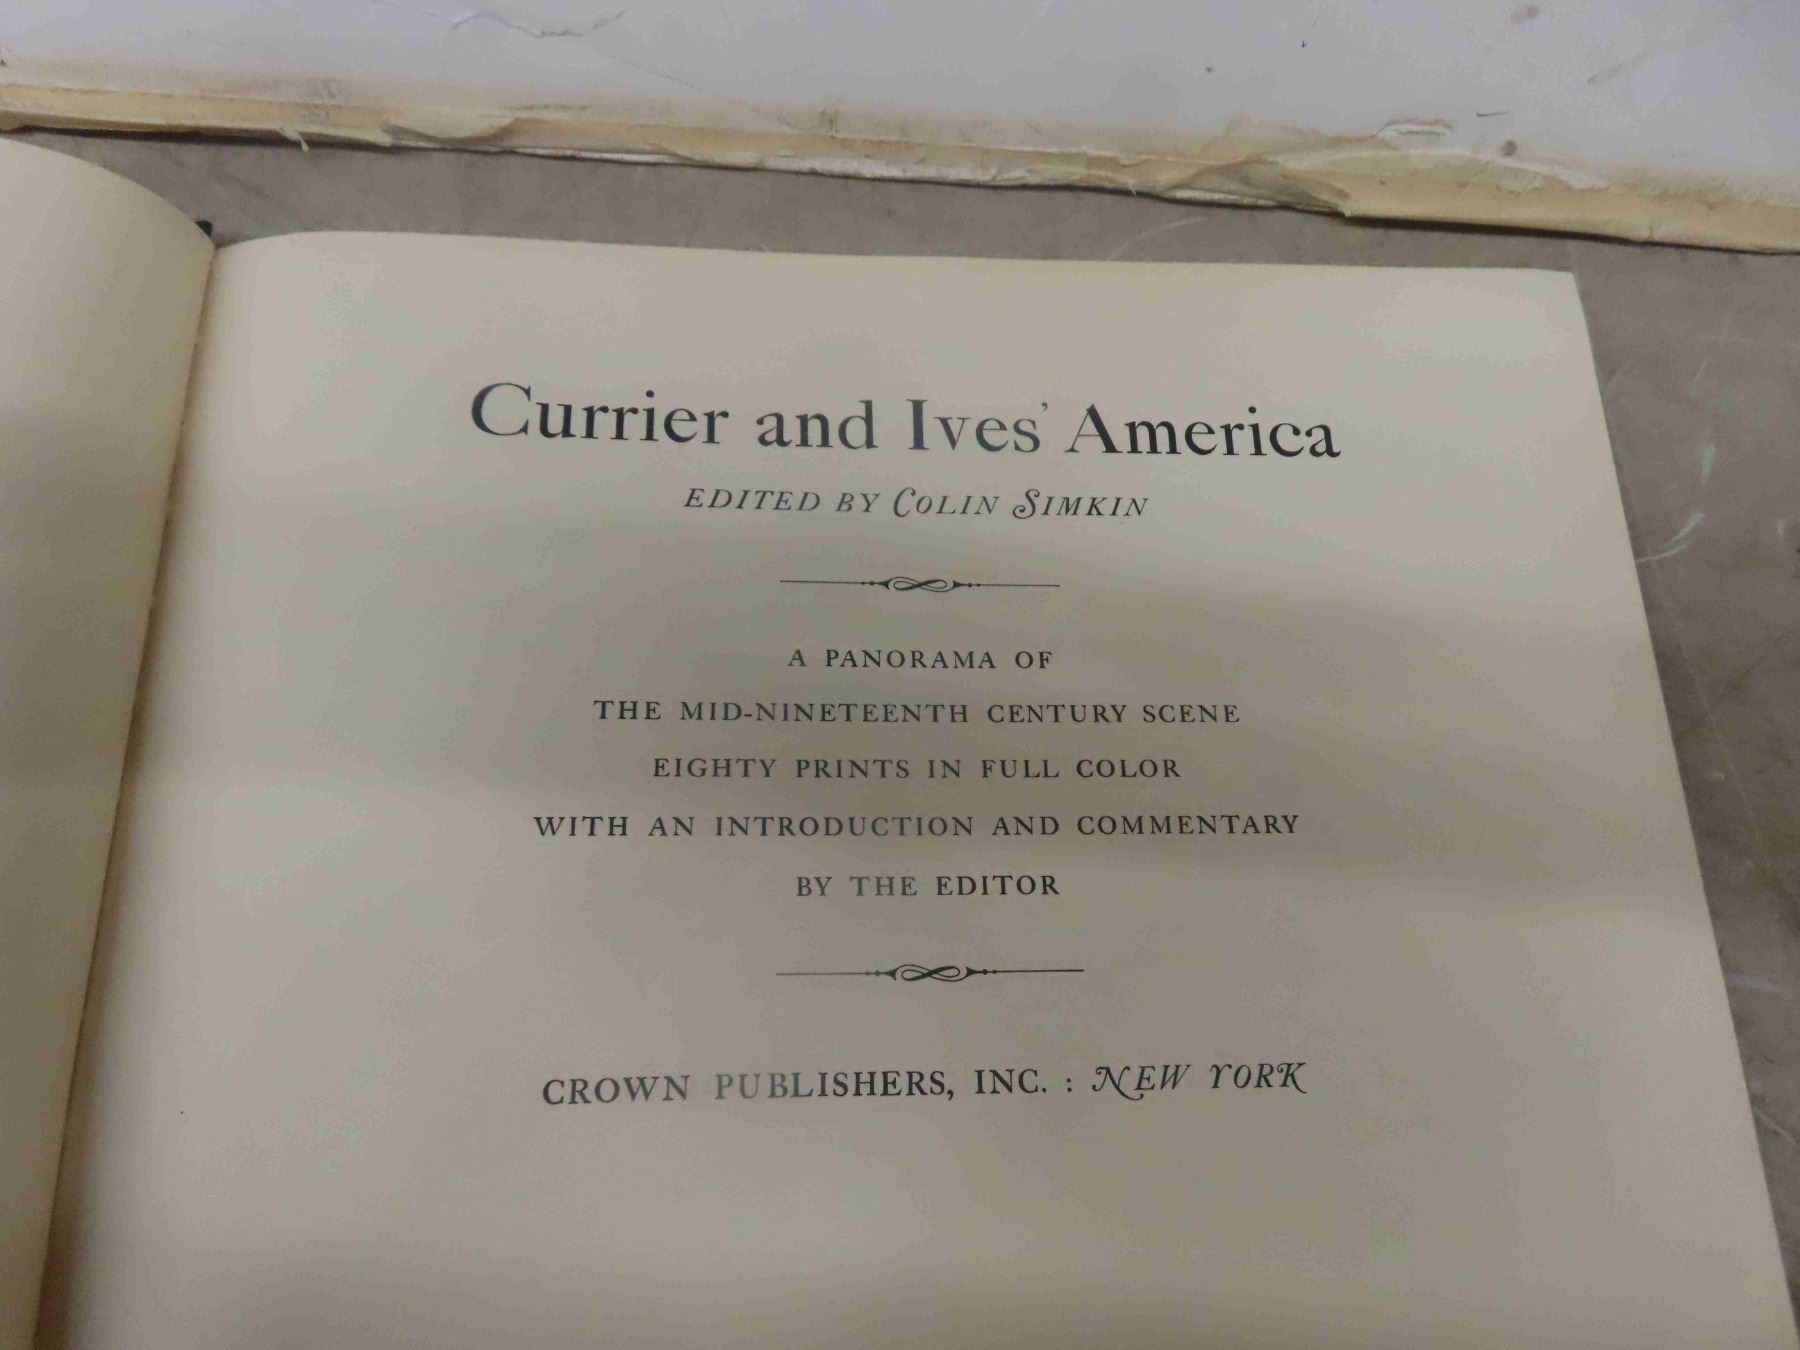 Currier and Ives' America
EDITED BY COLIN SIMKIN
A PANORAMA OF
THE MID-NINETEENTH CENTURY SCENE
EIGHTY PRINTS IN FULL COLOR
WITH AN INTRODUCTION AND COMMENTARY
BY THE EDITOR
CROWN PUBLISHERS, INC. : NEW YORK